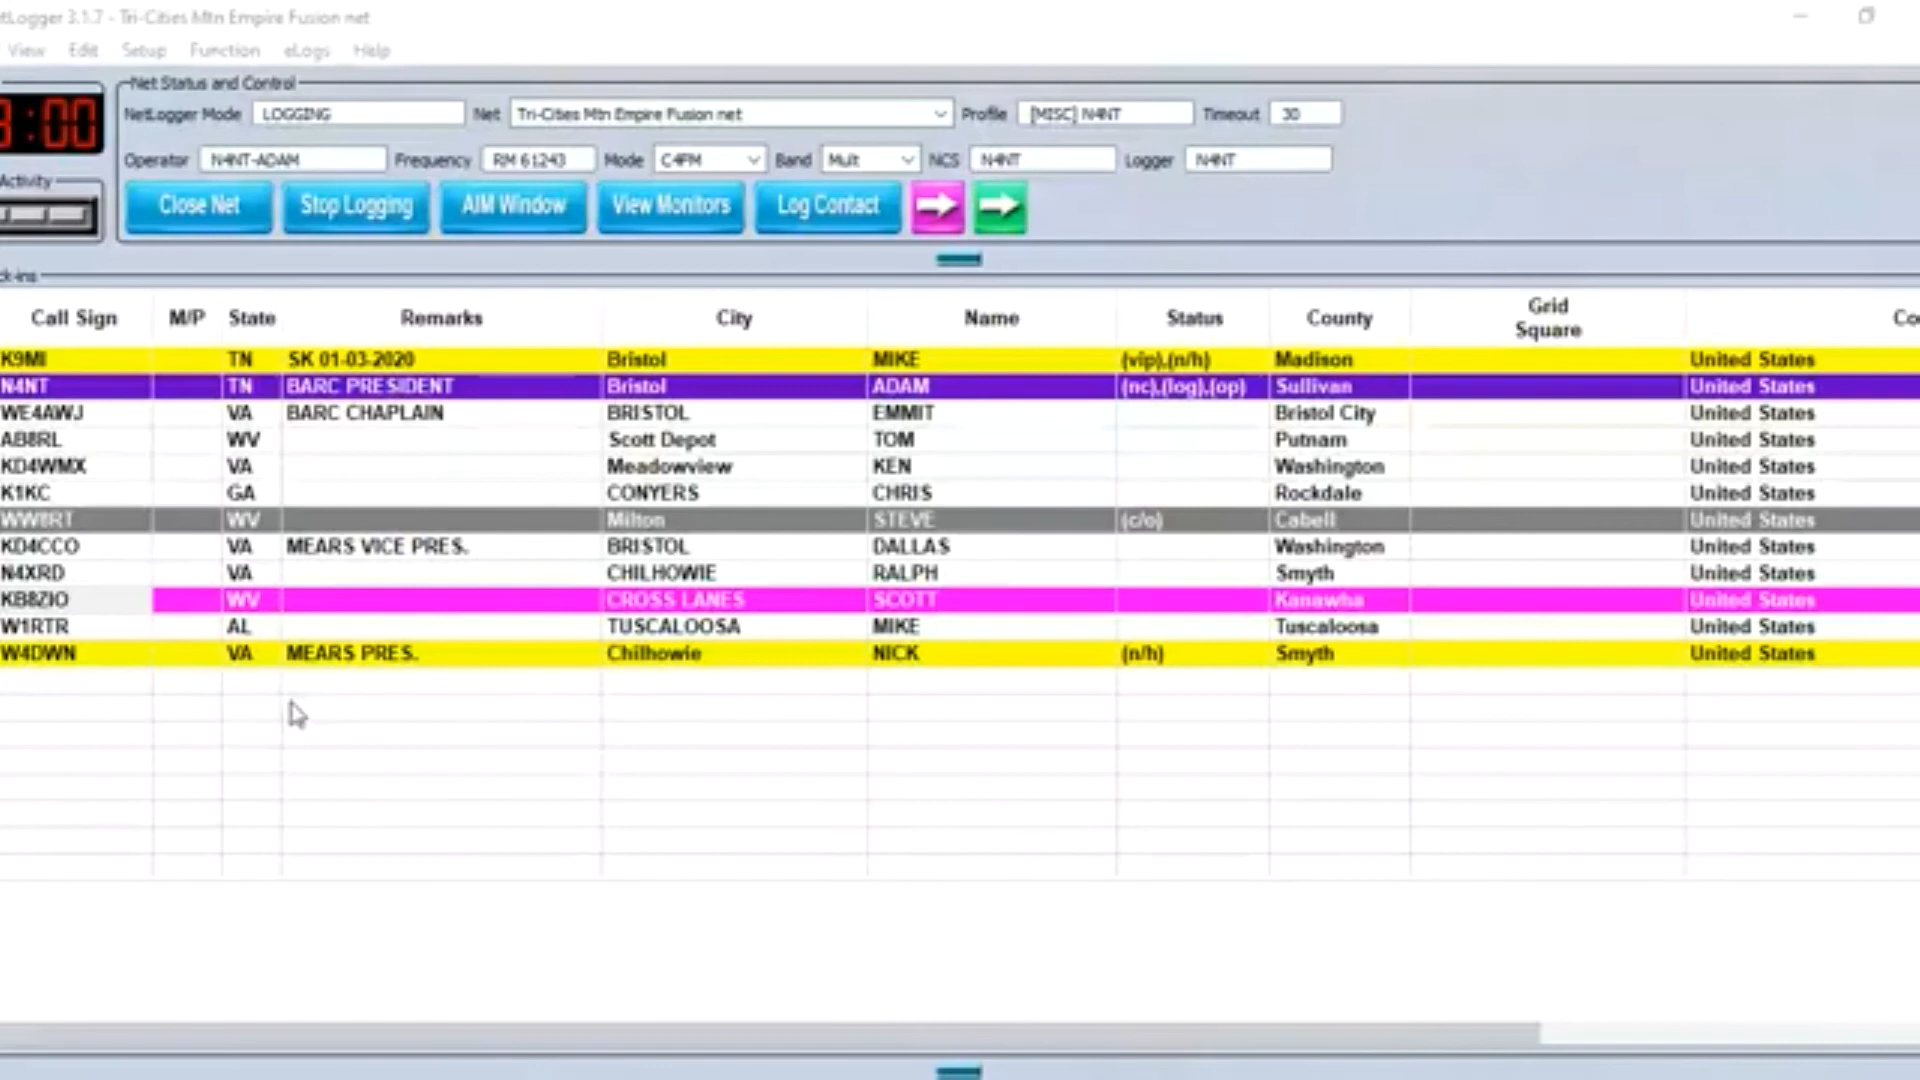 tLogger 3.1.7 - Tri-Cities Mtn Empire Fusion net
View Edit Setup Function eLogs Help
Net Status and Control
3:00 NetLogger Mode LOGGING Net Tri-Cities Mtn Empire Fusion net Profile [MISC] N4NT Timeout 30
Operator N4NT-ADAM Frequency RM 61243 Mode C4FM Band Mult NCS N4NT Logger N4NT
Activity
Close Net Stop Logging AIM Window View Monitors Log Contact
ck-ins
Call Sign M/P State Remarks City Name Status County Grid Square Co
K9MI TN SK 01-03-2020 Bristol MIKE (vip),(n/h) Madison United States
N4NT TN BARC PRESIDENT Bristol ADAM (nc),(log),(op) Sullivan United States
WE4AWJ VA BARC CHAPLAIN BRISTOL EMMIT Bristol City United States
AB8RL WV Scott Depot TOM Putnam United States
KD4WMX VA Meadowview KEN Washington United States
K1KC GA CONYERS CHRIS Rockdale United States
WW8RT WV Milton STEVE (c/o) Cabell United States
KD4CCO VA MEARS VICE PRES. BRISTOL DALLAS Washington United States
N4XRD VA CHILHOWIE RALPH Smyth United States
KB8ZIO WV CROSS LANES SCOTT Kanawha United States
W1RTR AL TUSCALOOSA MIKE Tuscaloosa United States
W4DWN VA MEARS PRES. Chilhowie NICK (n/h) Smyth United States